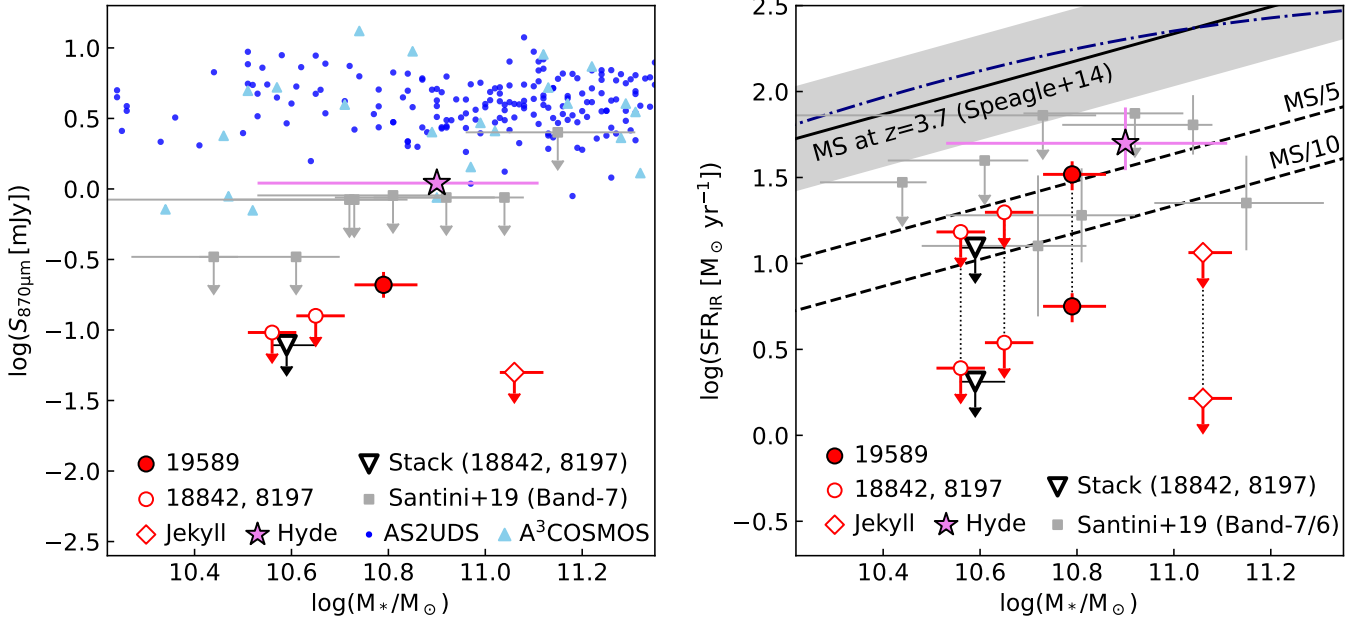 log(S₈₇₀μm [mJy])
1.0
0.5
0.0
−0.5
−1.0
−1.5
−2.0
−2.5
19589
Stack (18842, 8197)
18842, 8197
Santini+19 (Band-7)
Jekyll
Hyde
AS2UDS
A³COSMOS
10.4 10.6 10.8 11.0 11.2
log(M*/M⊙)
log(SFR_IR [M⊙ yr⁻¹])
2.5
2.0
1.5
1.0
0.5
0.0
−0.5
MS at z=3.7 (Speagle+14)
MS/5
MS/10
19589
Stack (18842, 8197)
18842, 8197
Santini+19 (Band-7/6)
Jekyll
Hyde
10.4 10.6 10.8 11.0 11.2
log(M*/M⊙)